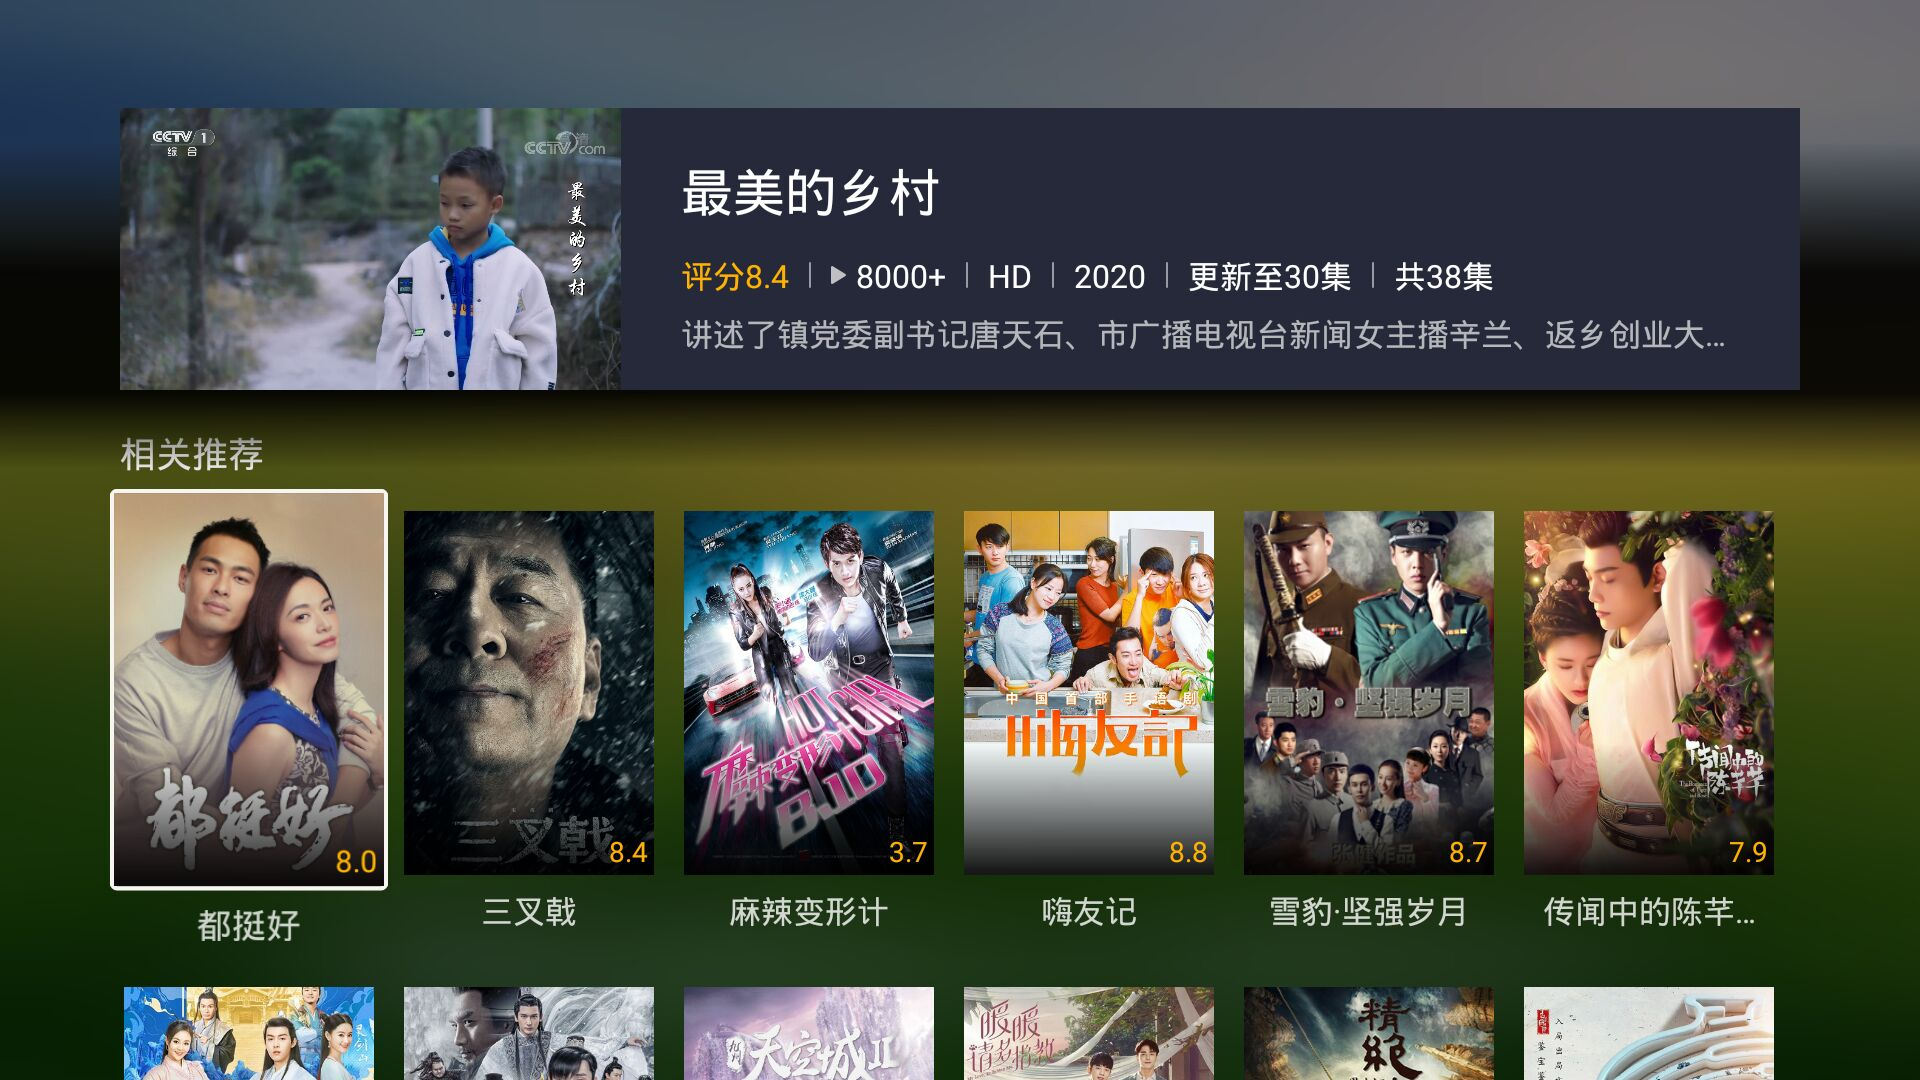 CCTV 1
综合
CCTV.com
最美的乡村
最美的乡村
评分8.4
8000+
HD
2020
更新至30集
共38集
讲述了镇党委副书记唐天石、市广播电视台新闻女主播辛兰、返乡创业大...
相关推荐
都挺好
8.0
三叉戟
8.4
HOT GIRL
麻辣变形计
8.10
3.7
中国首部手语剧
嗨友記
8.8
雪豹·坚强岁月
张健作品
8.7
传闻中的陈芊芊
7.9
都挺好
三叉戟
麻辣变形计
嗨友记
雪豹·坚强岁月
传闻中的陈芊...
九州
天空城II
暖暖
请多指教
精绝